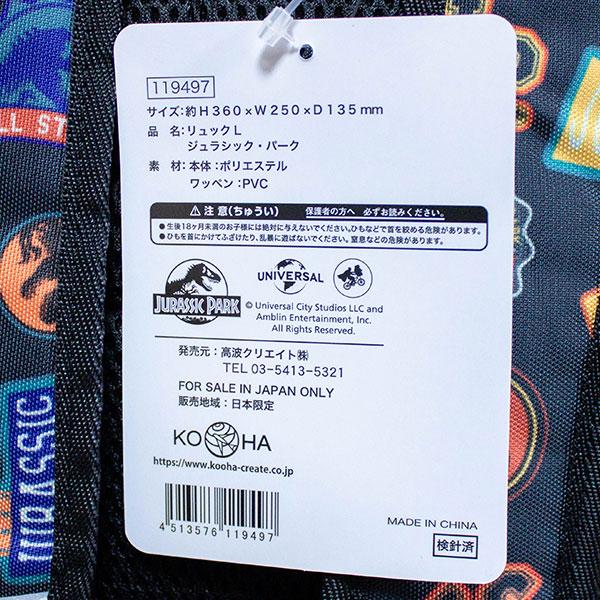 119497
サイズ:約H360×W250×D135mm
品 名:リュックL
ジュラシック・パーク
素 材:本体:ポリエステル
ワッペン:PVC
注意(ちゅうい) 保護者の方へ 必ずお読みください。
●生後18ヶ月未満のお子様には絶対に与えないでください。ひもなどで首を絞める危険があります。
●ひもを首にかけてふざけたり、乱暴に遊ばないでください。窒息などの危険があります。
JURASSIC PARK
UNIVERSAL
© Universal City Studios LLC and
Amblin Entertainment, Inc.
All Rights Reserved.
発売元:高波クリエイト㈱
TEL 03-5413-5321
FOR SALE IN JAPAN ONLY
販売地域:日本限定
KOOHA
https://www.kooha-create.co.jp
4 513576 119497
MADE IN CHINA
検針済
LL ST
URASSIC